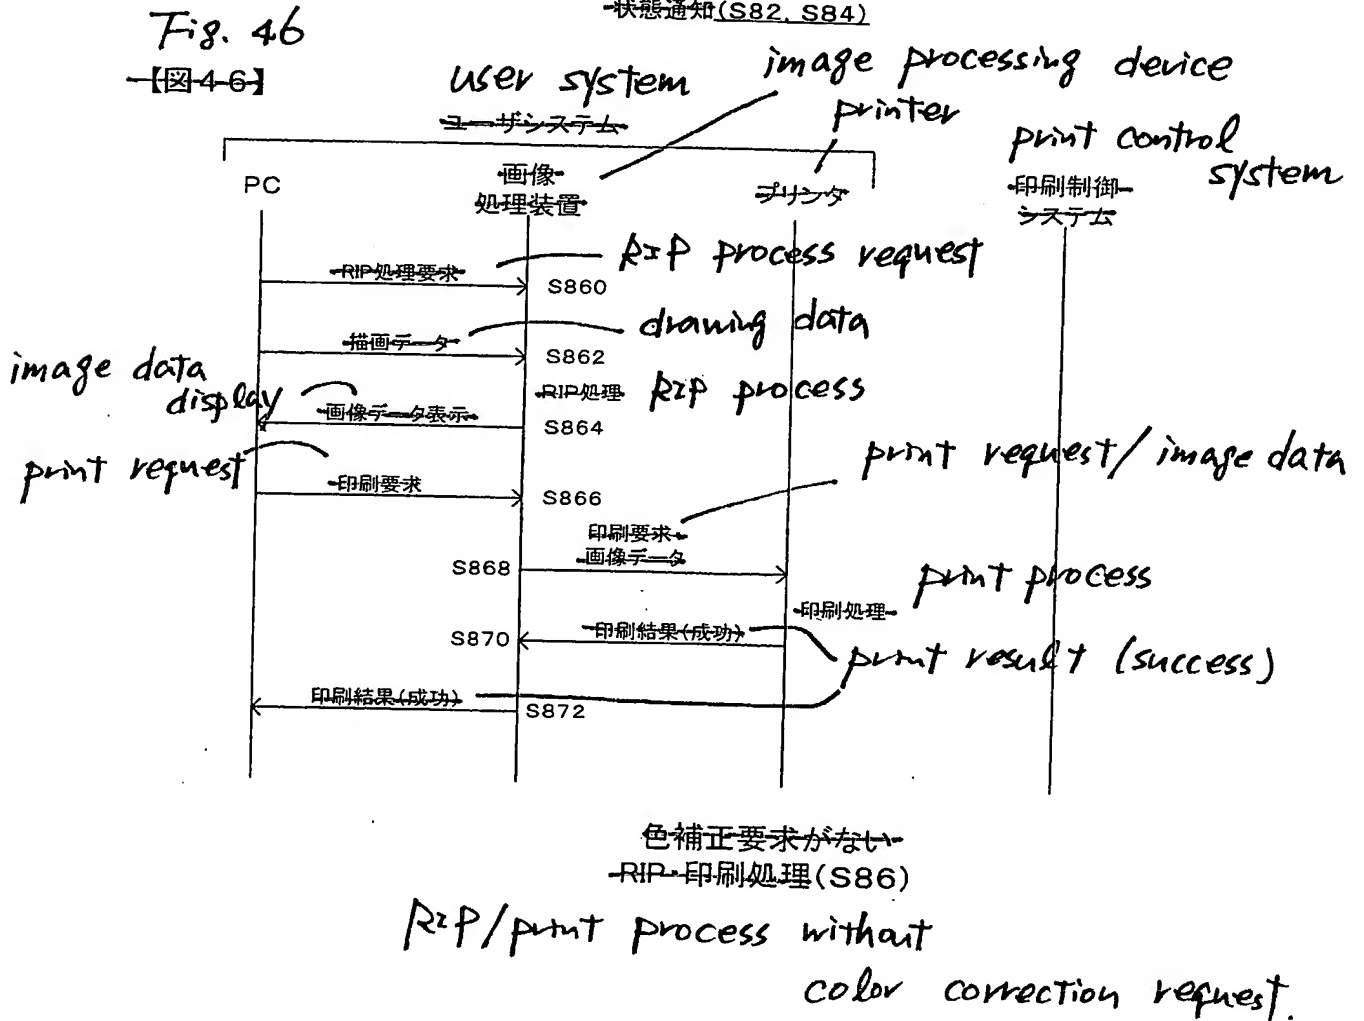 状態通知(S82, S84)
Fig. 46
【図46】
user system
image processing device
ユーザシステム
printer
print control
system
PC
画像
処理装置
プリンタ
印刷制御
システム
RIP処理要求
RIP process request
S860
描画データ
drawing data
S862
image data
display
画像データ表示
RIP処理
RIP process
S864
print request
印刷要求
S866
print request/image data
印刷要求
画像データ
S868
print process
印刷処理
S870
印刷結果(成功)
print result (success)
印刷結果(成功)
S872
色補正要求がない
RIP・印刷処理(S86)
RIP/print process without
color correction request.